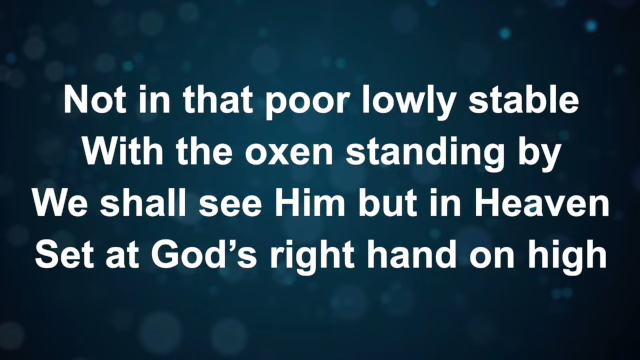 Not in that poor lowly stable
With the oxen standing by
We shall see Him but in Heaven
Set at God’s right hand on high